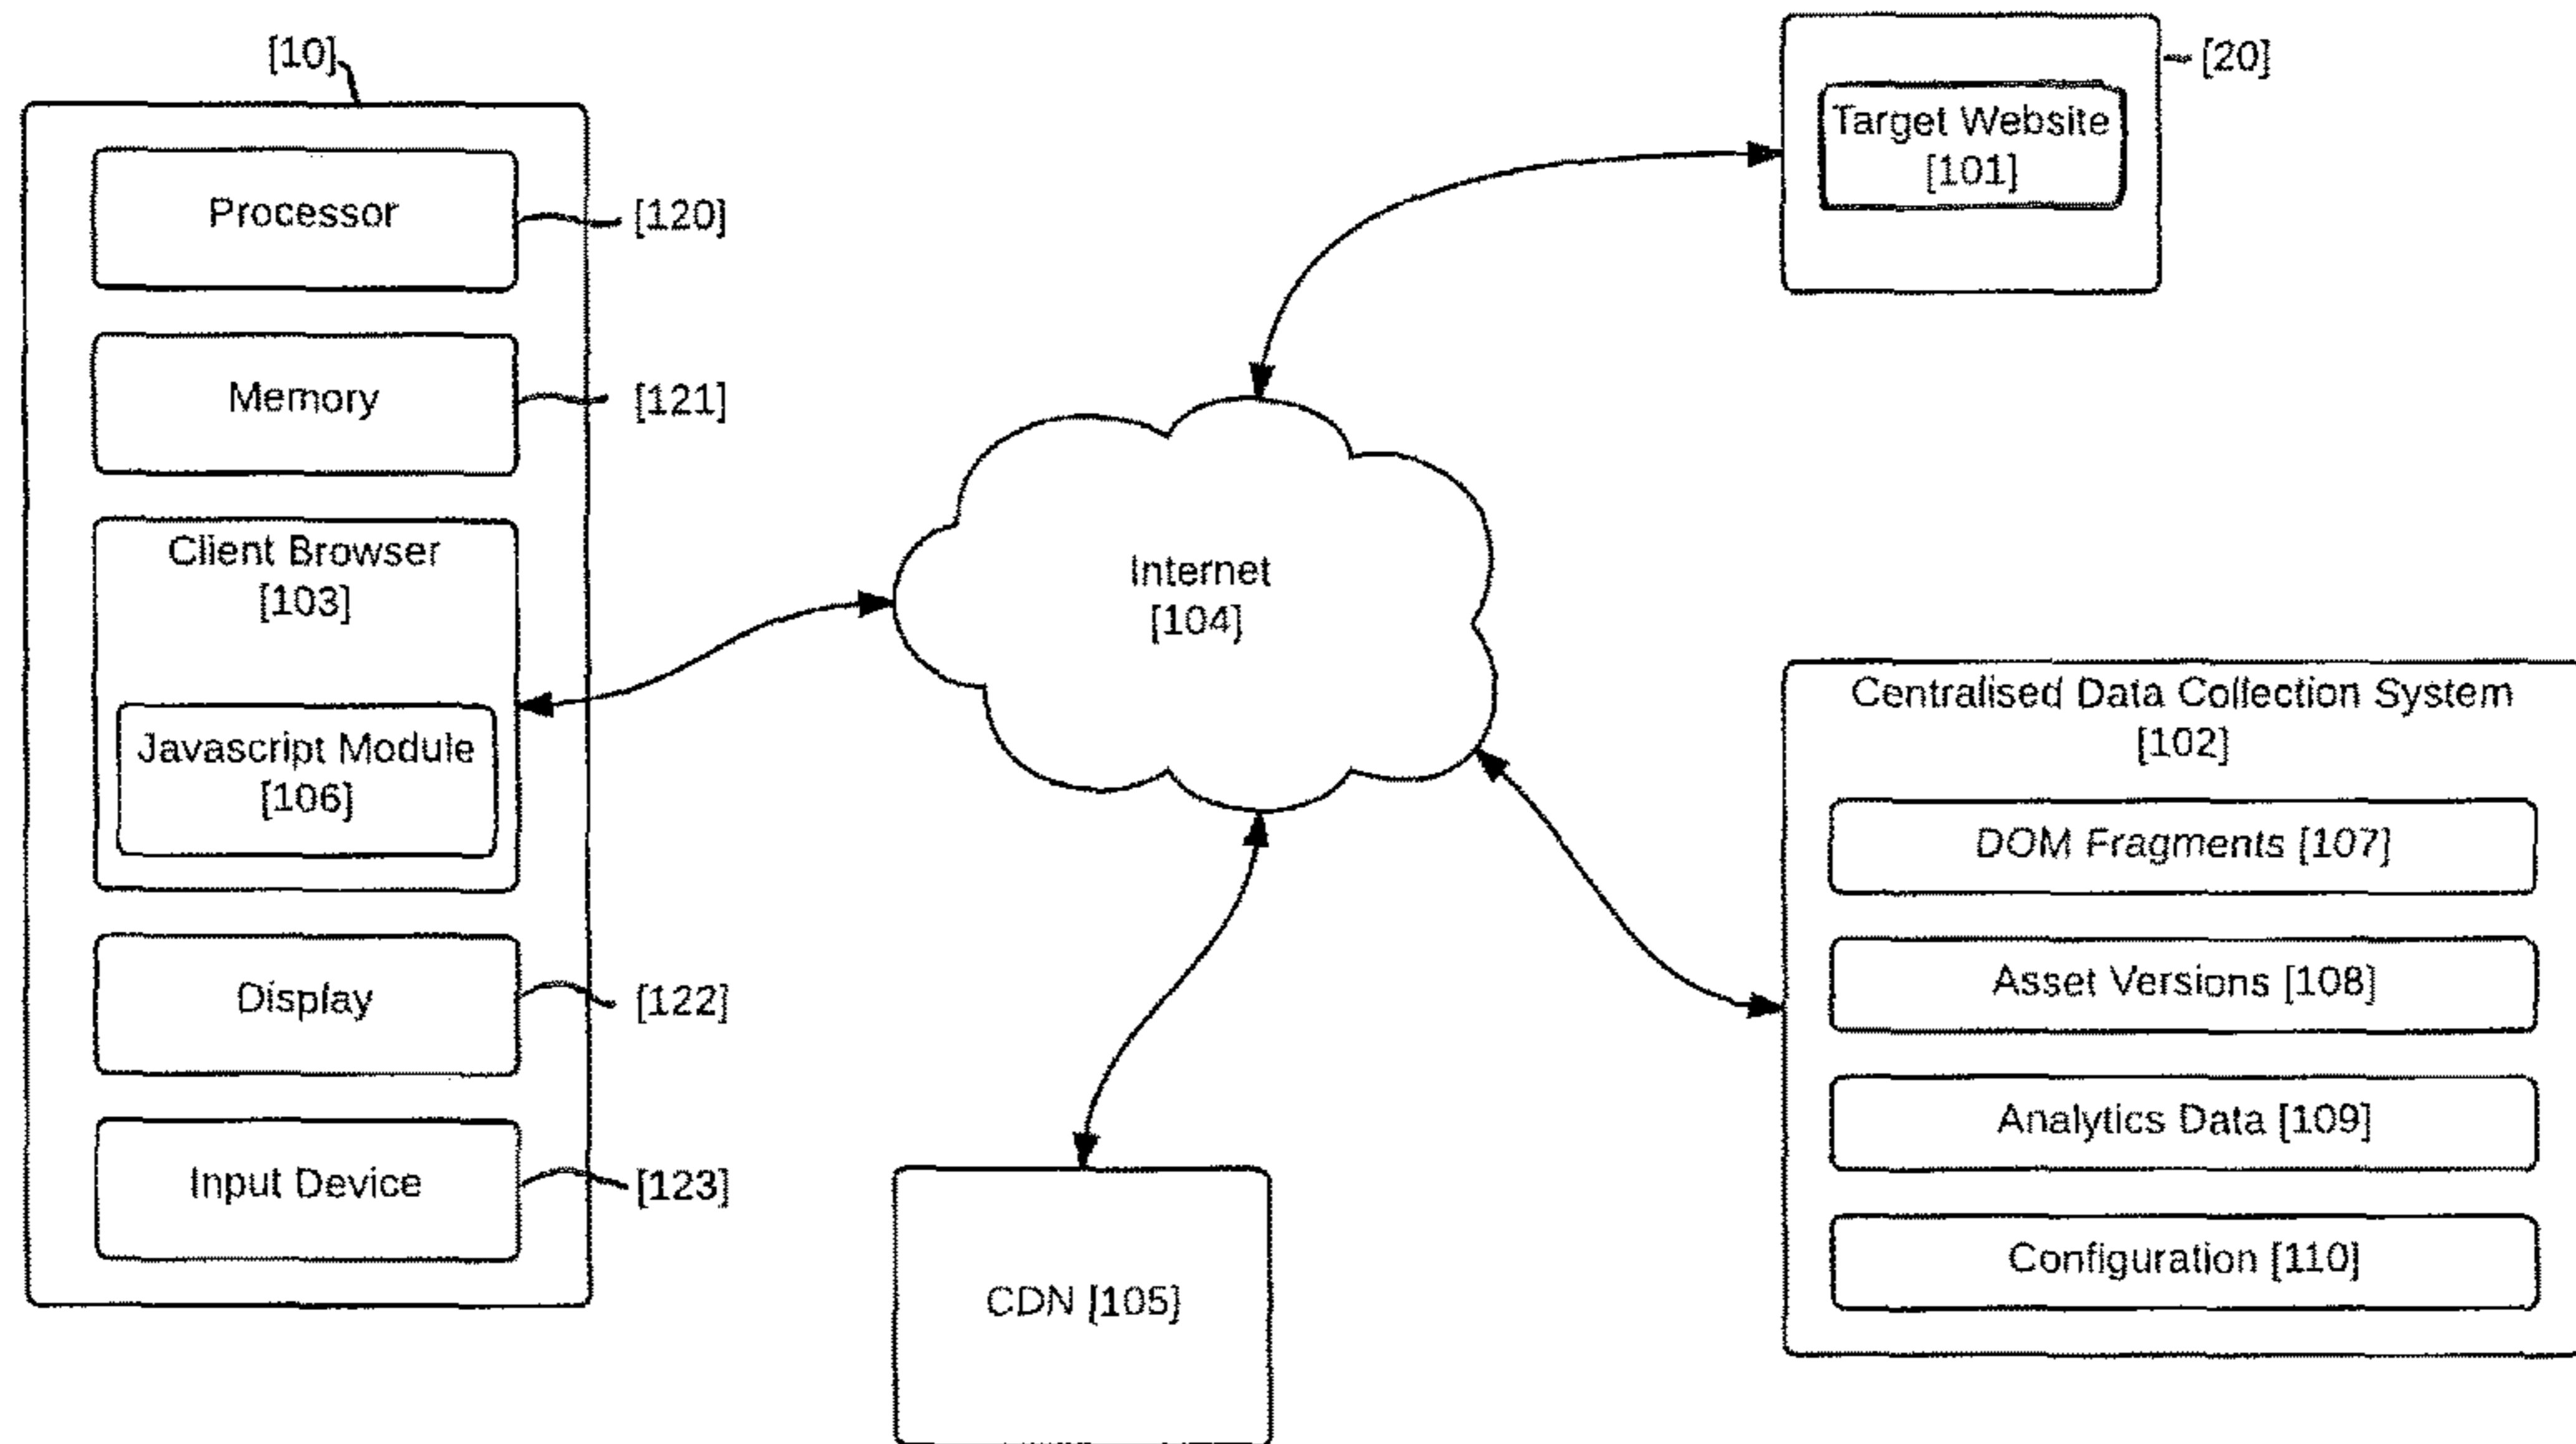 [10]
Processor
[120]
Memory
[121]
Client Browser
[103]
Javascript Module
[106]
Display
[122]
Input Device
[123]
Internet
[104]
Target Website
[101]
[20]
CDN [105]
Centralised Data Collection System
[102]
DOM Fragments [107]
Asset Versions [108]
Analytics Data [109]
Configuration [110]